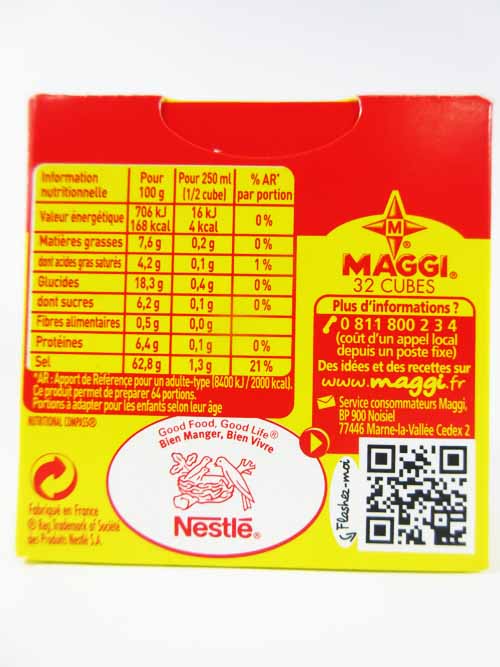 Information nutritionnelle | Pour 100 g | Pour 250 ml (1/2 cube) | % AR* par portion
Valeur énergétique | 706 kJ 168 kcal | 16 kJ 4 kcal | 0 %
Matières grasses | 7,6 g | 0,2 g | 0 %
dont acides gras saturés | 4,2 g | 0,1 g | 1 %
Glucides | 18,3 g | 0,4 g | 0 %
dont sucres | 6,2 g | 0,1 g | 0 %
Fibres alimentaires | 0,5 g | 0,0 g
Protéines | 6,4 g | 0,1 g | 0 %
Sel | 62,8 g | 1,3 g | 21 %
*AR : Apport de Référence pour un adulte-type (8400 kJ / 2000 kcal).
Ce produit permet de préparer 64 portions.
Portions à adapter pour les enfants selon leur âge
NUTRITIONAL COMPASS®
M®
MAGGI®
32 CUBES
Plus d'informations ?
0 811 800 2 3 4
(coût d'un appel local
depuis un poste fixe)
Des idées et des recettes sur
www.maggi.fr
Service consommateurs Maggi,
BP 900 Noisiel
77446 Marne-la-Vallée Cedex 2
Good Food, Good Life®
Bien Manger, Bien Vivre
Nestlé®
Flashez-moi
Fabriqué en France
® Reg. Trademark of Société
des Produits Nestlé S.A.